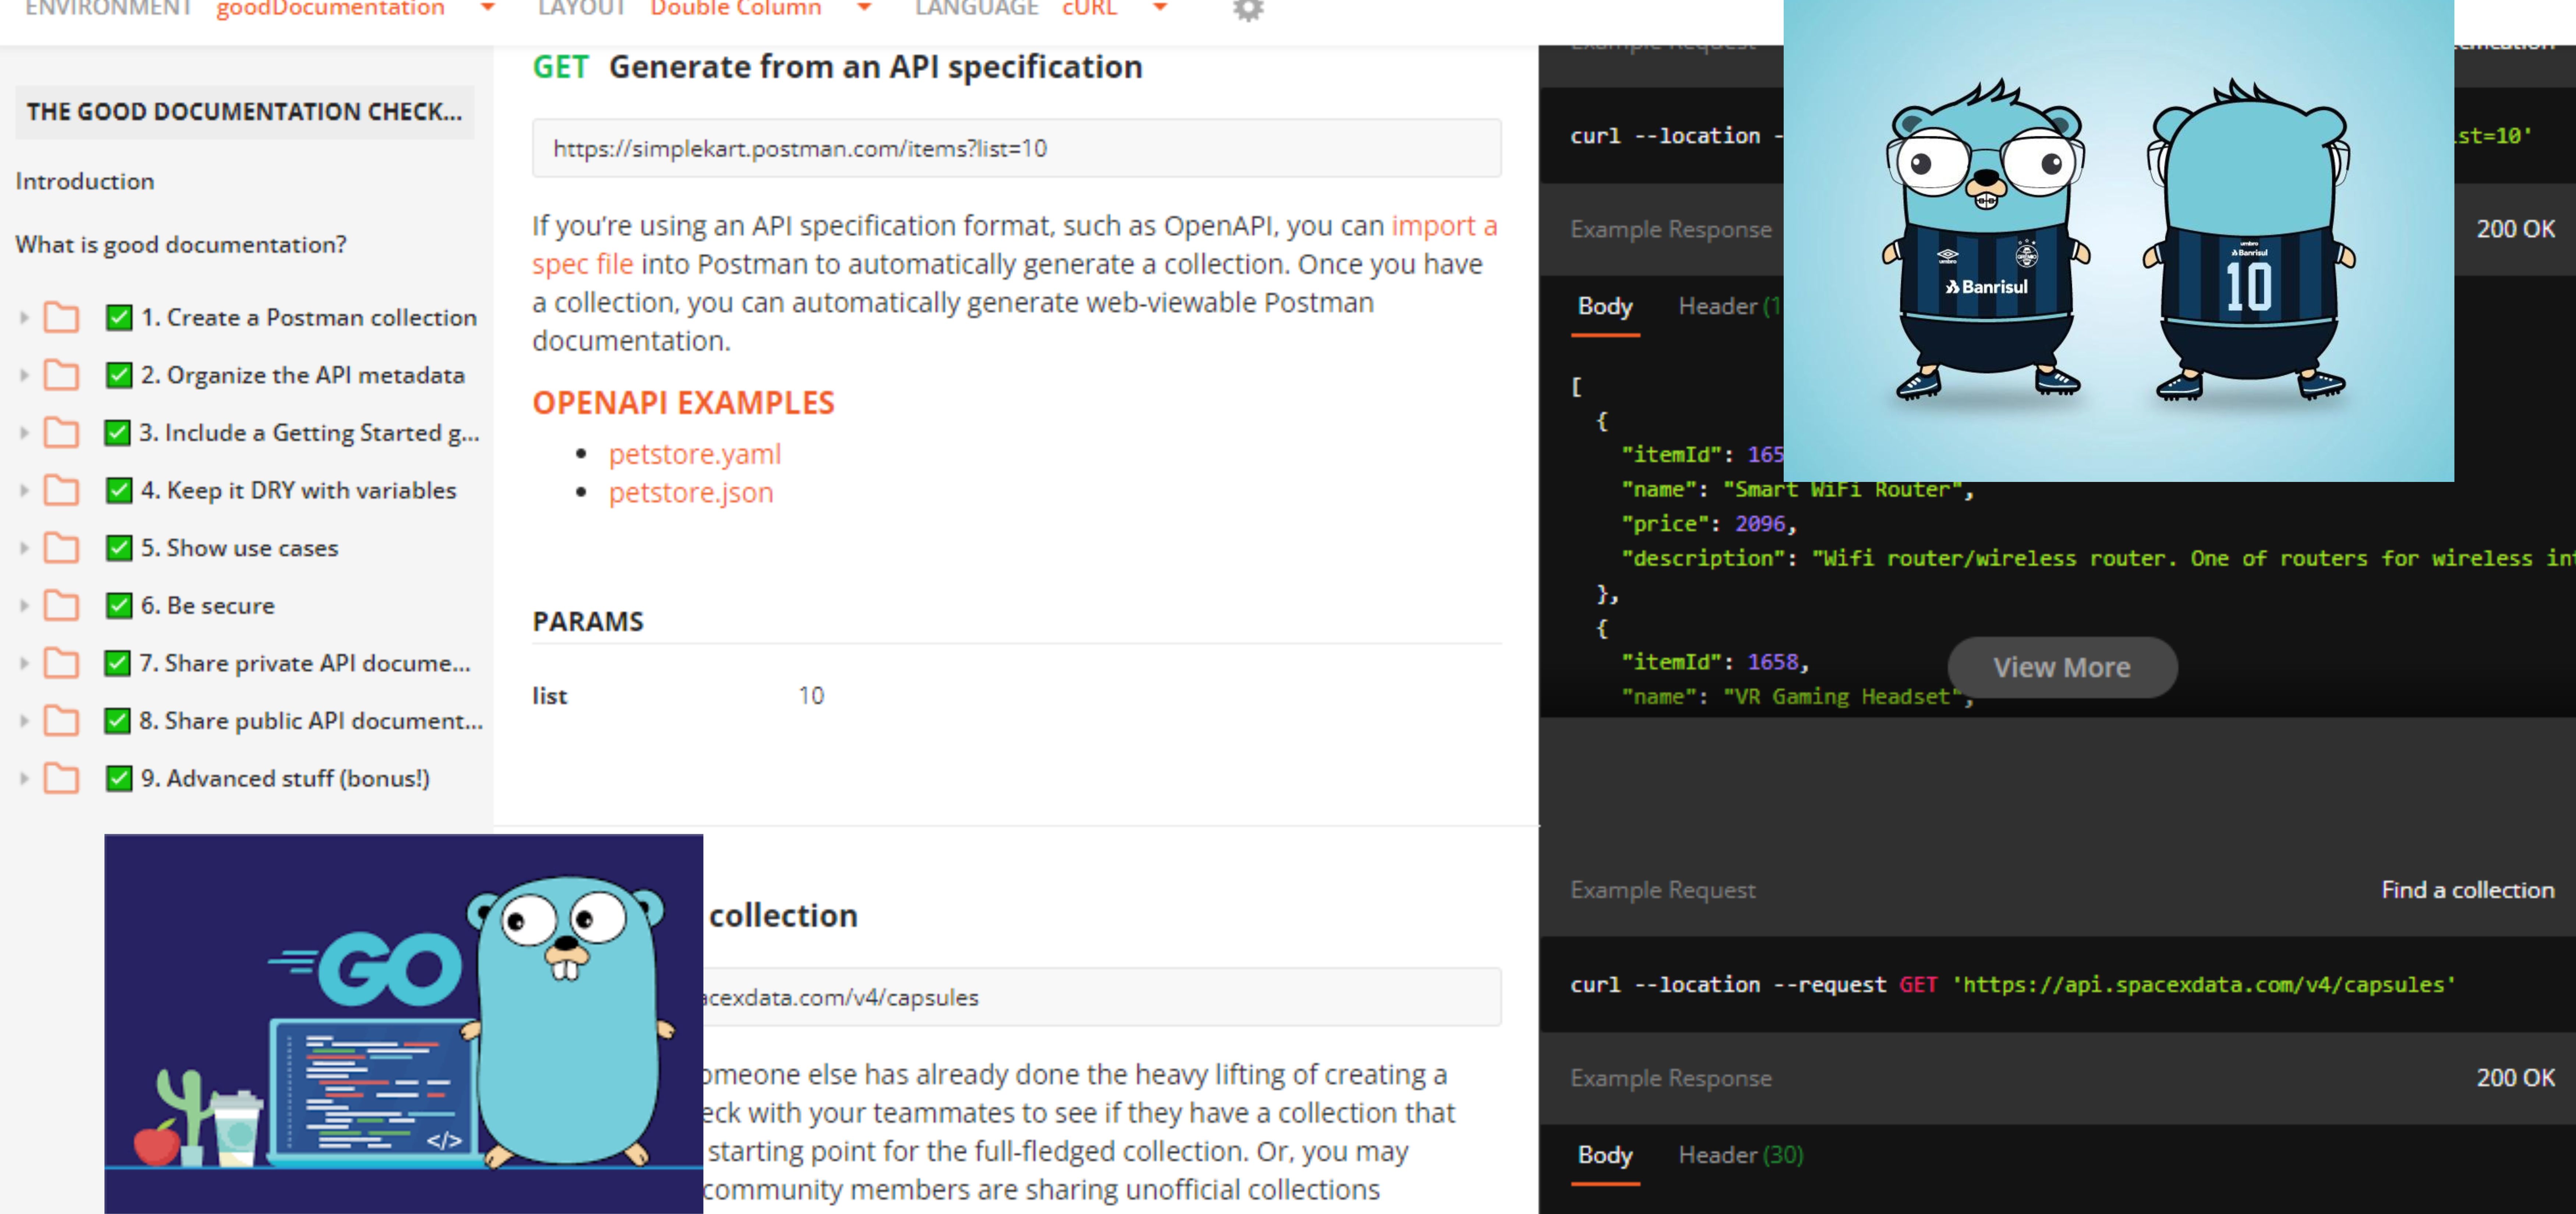 ENVIRONMENT goodDocumentation LAYOUT Double Column LANGUAGE cURL
THE GOOD DOCUMENTATION CHECK...
Introduction
What is good documentation?
1. Create a Postman collection
2. Organize the API metadata
3. Include a Getting Started g...
4. Keep it DRY with variables
5. Show use cases
6. Be secure
7. Share private API docume...
8. Share public API document...
9. Advanced stuff (bonus!)
GET Generate from an API specification
https://simplekart.postman.com/items?list=10
If you’re using an API specification format, such as OpenAPI, you can import a
spec file into Postman to automatically generate a collection. Once you have
a collection, you can automatically generate web-viewable Postman
documentation.
OPENAPI EXAMPLES
petstore.yaml
petstore.json
PARAMS
list 10
collection
acexdata.com/v4/capsules
omeone else has already done the heavy lifting of creating a
eck with your teammates to see if they have a collection that
starting point for the full-fledged collection. Or, you may
community members are sharing unofficial collections
GO
</>
Example Request
curl --location - st=10'
Example Response 200 OK
Body Header (1
[
{
"itemId": 165
"name": "Smart WiFi Router",
"price": 2096,
"description": "Wifi router/wireless router. One of routers for wireless in
},
{
"itemId": 1658,
"name": "VR Gaming Headset",
View More
umbro
GRÊMIO
Banrisul
umbro
Banrisul
10
Example Request Find a collection
curl --location --request GET 'https://api.spacexdata.com/v4/capsules'
Example Response 200 OK
Body Header (30)